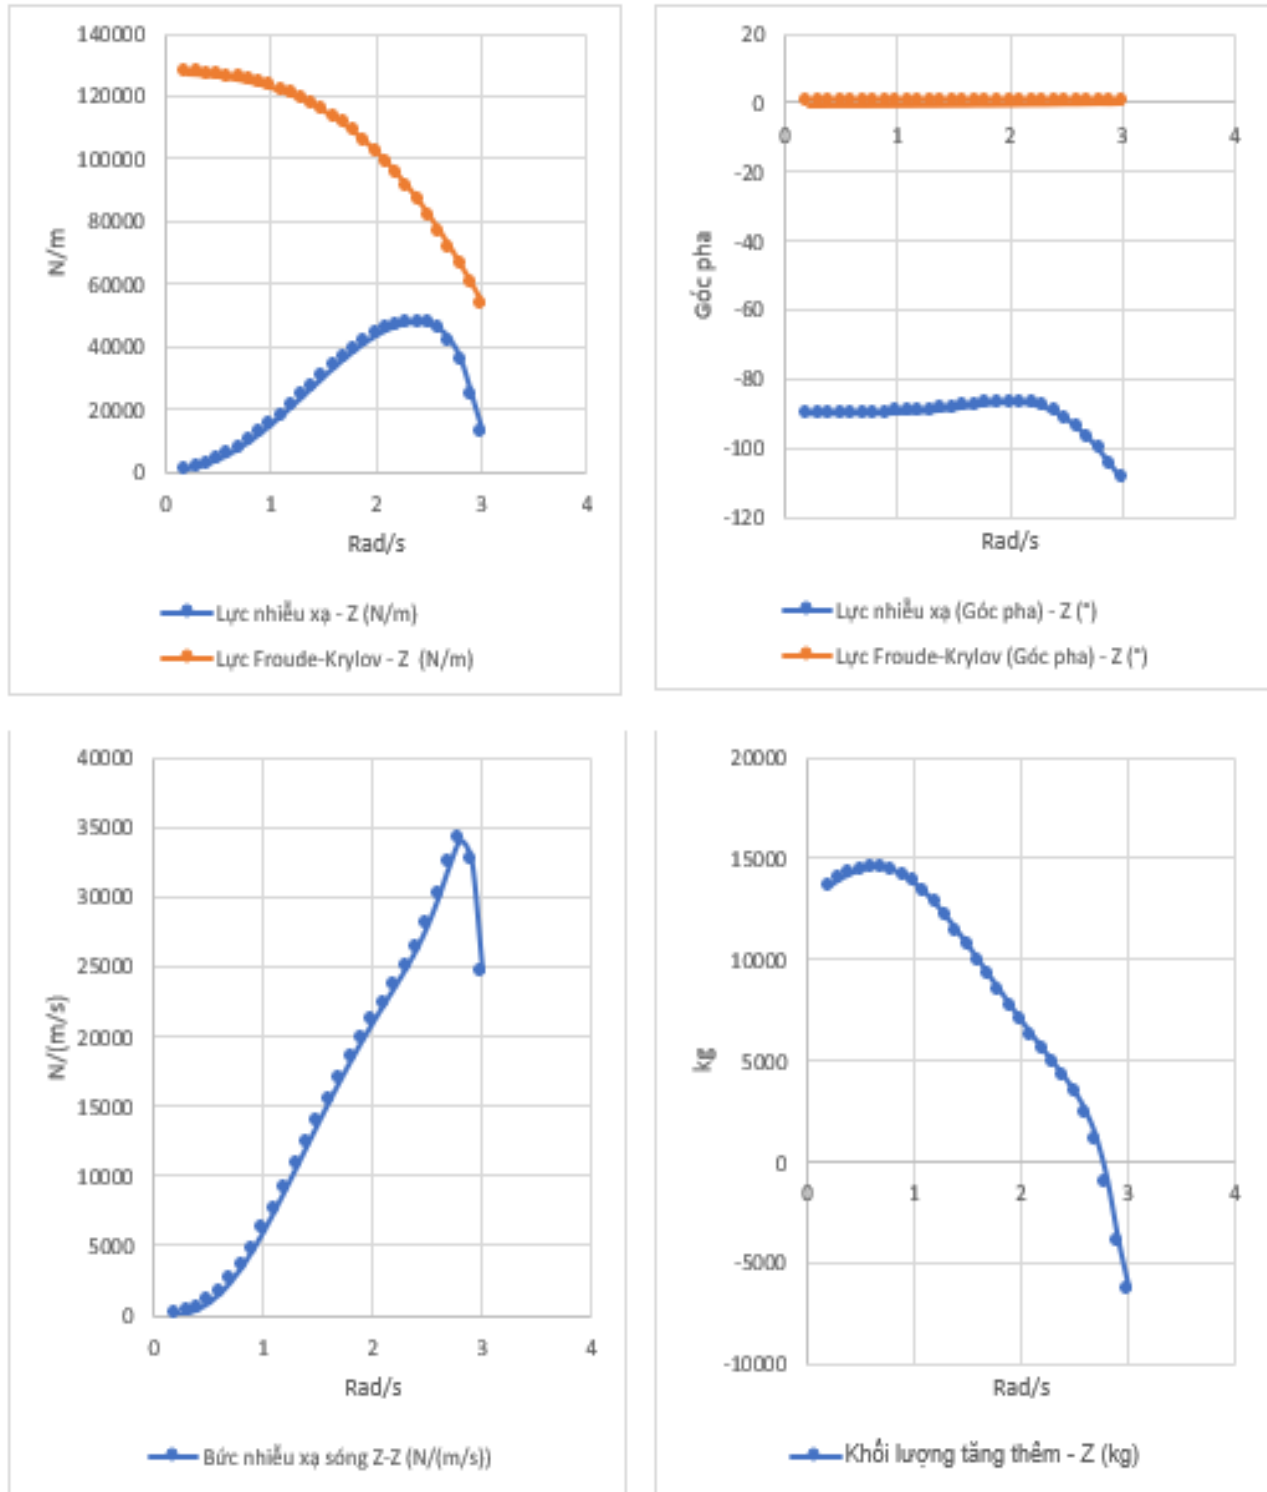 140000
120000
100000
80000
60000
40000
20000
0
N/m
0 1 2 3 4
Rad/s
Lực nhiễu xạ - Z (N/m)
Lực Froude-Krylov - Z (N/m)
20
0
-20
-40
-60
-80
-100
-120
Góc pha
0 1 2 3 4
Rad/s
Lực nhiễu xạ (Góc pha) - Z (°)
Lực Froude-Krylov (Góc pha) - Z (°)
40000
35000
30000
25000
20000
15000
10000
5000
0
N/(m/s)
0 1 2 3 4
Rad/s
Bức nhiễu xạ sóng Z-Z (N/(m/s))
20000
15000
10000
5000
0
-5000
-10000
kg
0 1 2 3 4
Rad/s
Khối lượng tăng thêm - Z (kg)